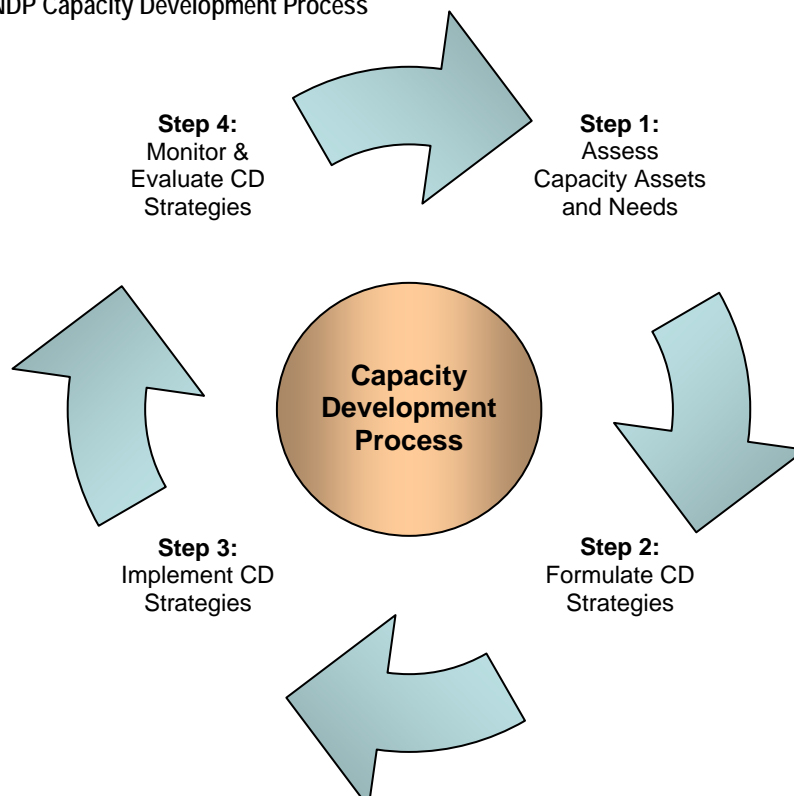 NDP Capacity Development Process
Step 4:
Monitor &
Evaluate CD
Strategies
Step 1:
Assess
Capacity Assets
and Needs
Capacity
Development
Process
Step 3:
Implement CD
Strategies
Step 2:
Formulate CD
Strategies